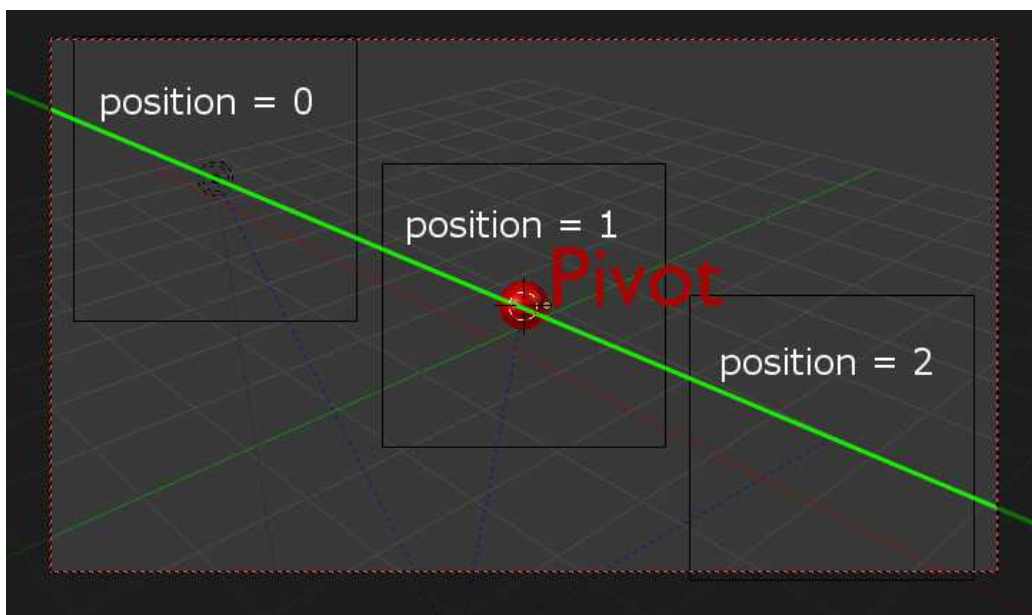 position = 0
position = 1
Pivot
position = 2